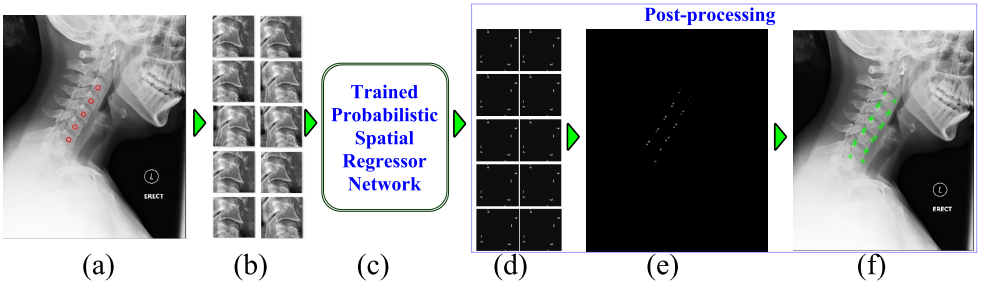 Post-processing
Trained
Probabilistic
Spatial
Regressor
Network
L
ERECT
L
ERECT
(a)
(b)
(c)
(d)
(e)
(f)